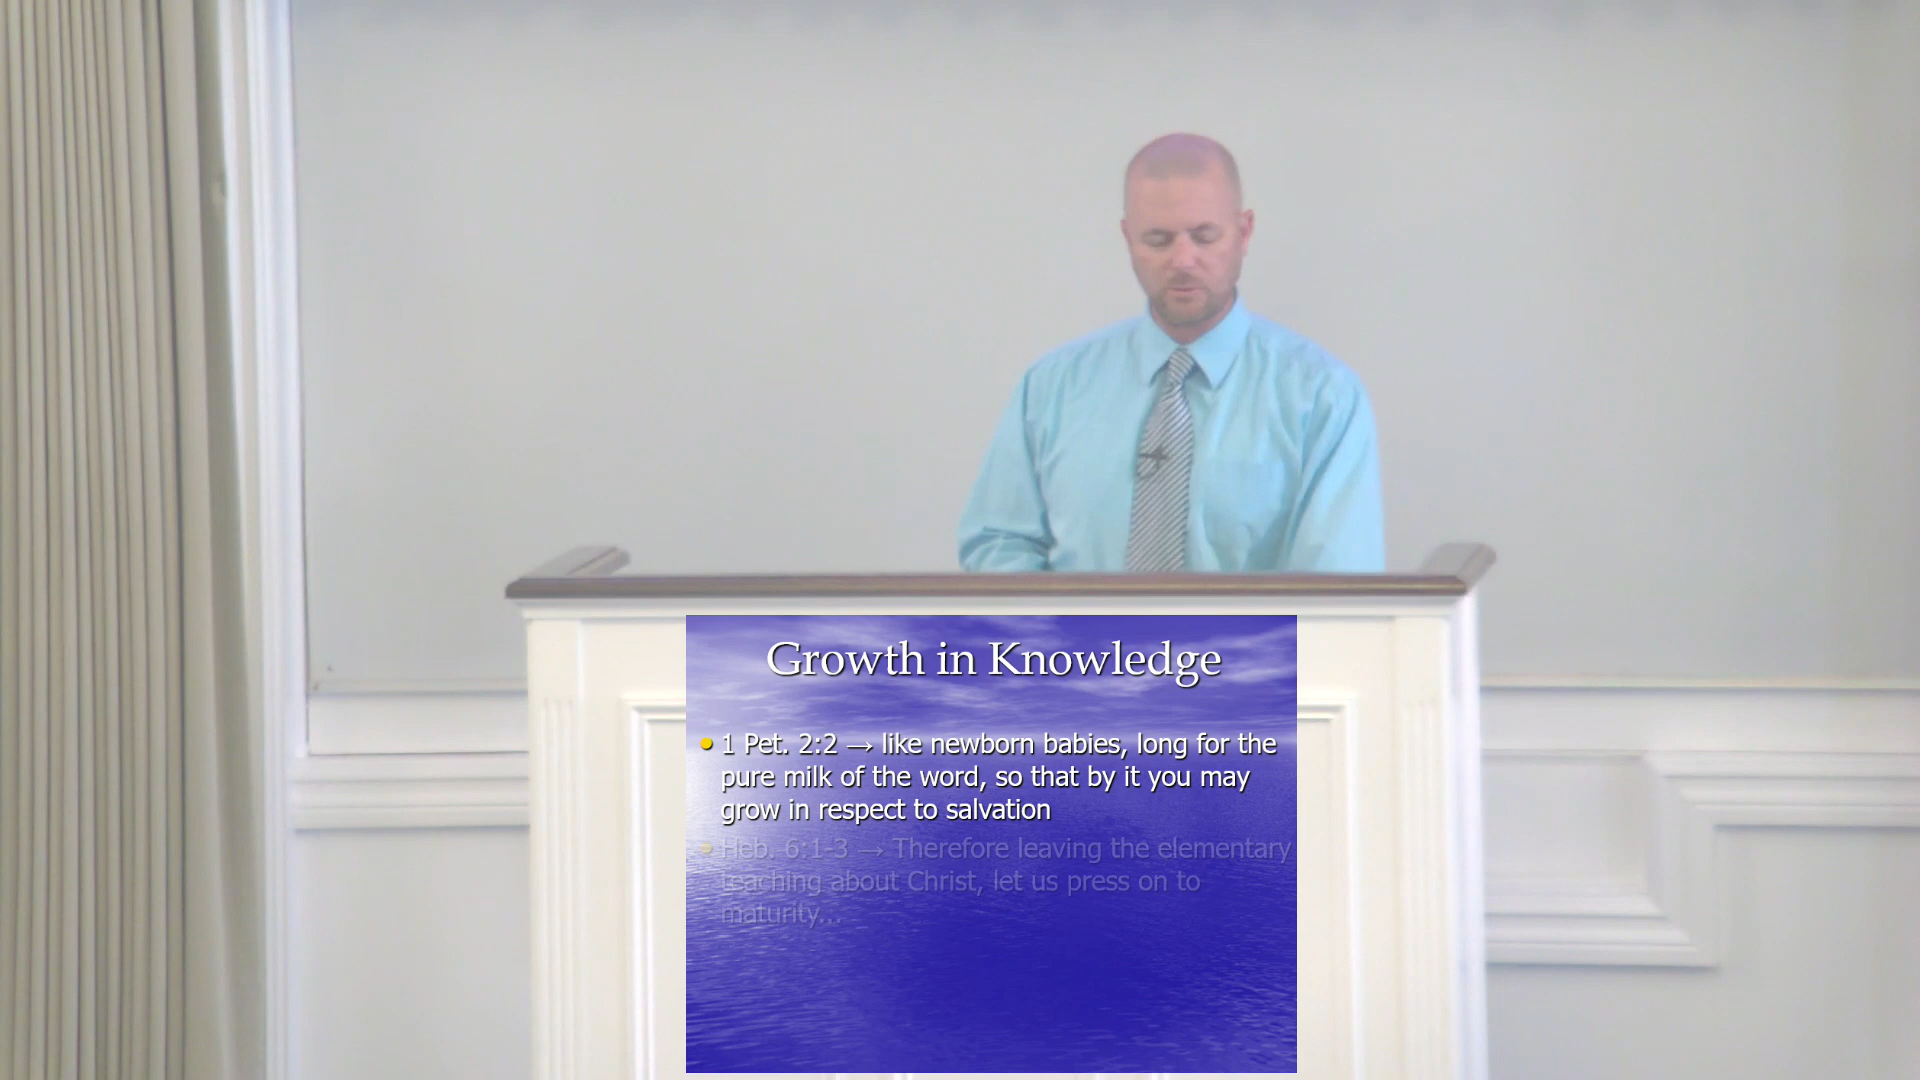 Growth in Knowledge
• 1 Pet. 2:2 → like newborn babies, long for the
pure milk of the word, so that by it you may
grow in respect to salvation
• Heb. 6:1-3 → Therefore leaving the elementary
teaching about Christ, let us press on to
maturity...